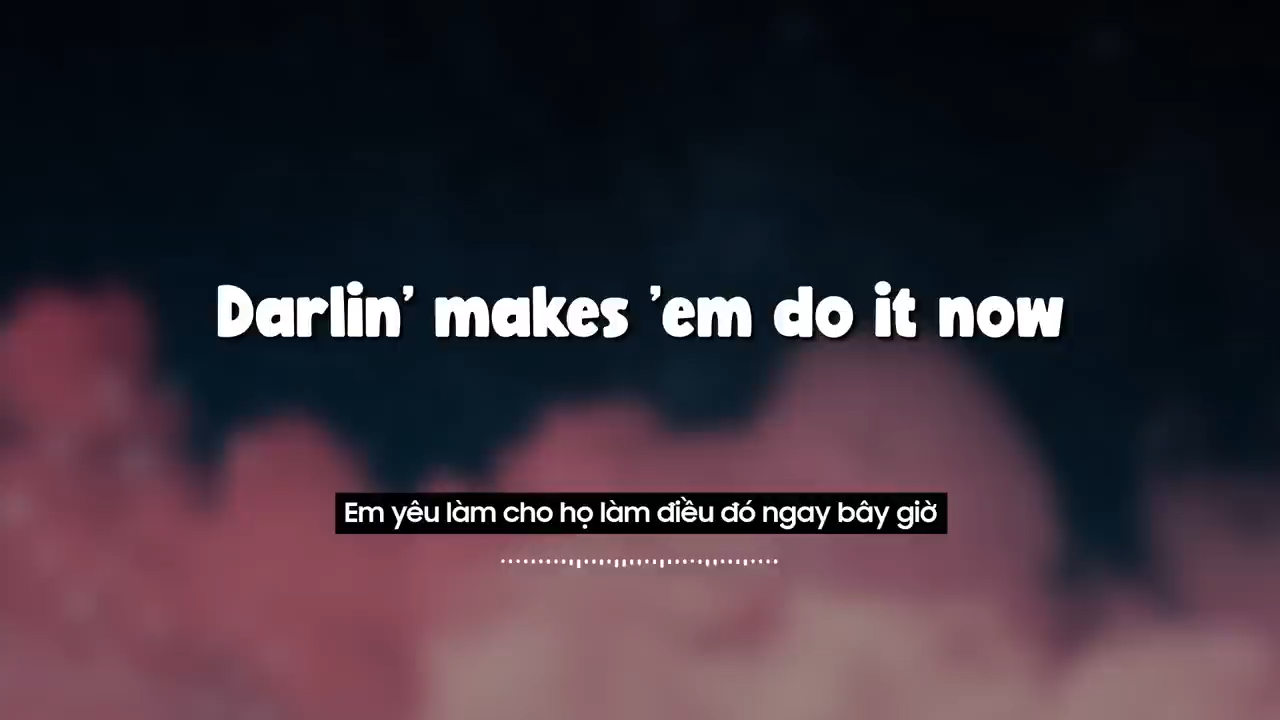 Darlin’ makes ’em do it now
Em yêu làm cho họ làm điều đó ngay bây giờ